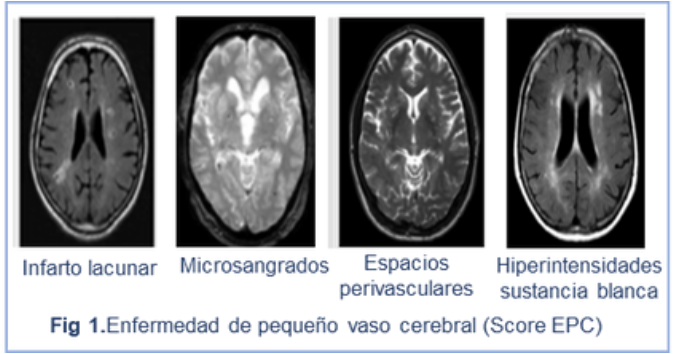 Infarto lacunar
Microsangrados
Espacios
perivasculares
Hiperintensidades
sustancia blanca
Fig 1.Enfermedad de pequeño vaso cerebral (Score EPC)